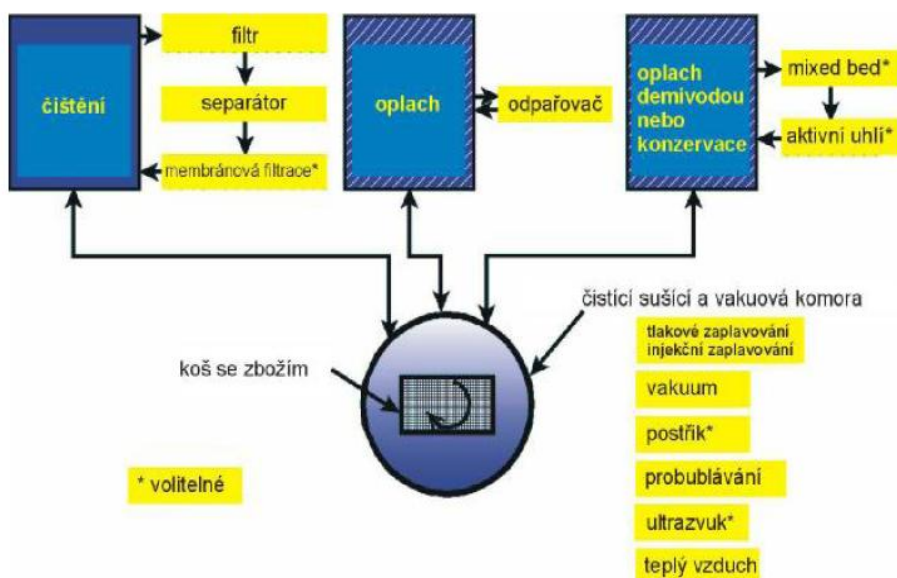 čištění
filtr
separátor
membránová filtrace*
oplach
odpařovač
oplach
demivodou
nebo
konzervace
mixed bed*
aktivní uhlí*
čistící sušící a vakuová komora
koš se zbožím
tlakové zaplavování
injekční zaplavování
vakuum
postřik*
probublávání
ultrazvuk*
teplý vzduch
* volitelné